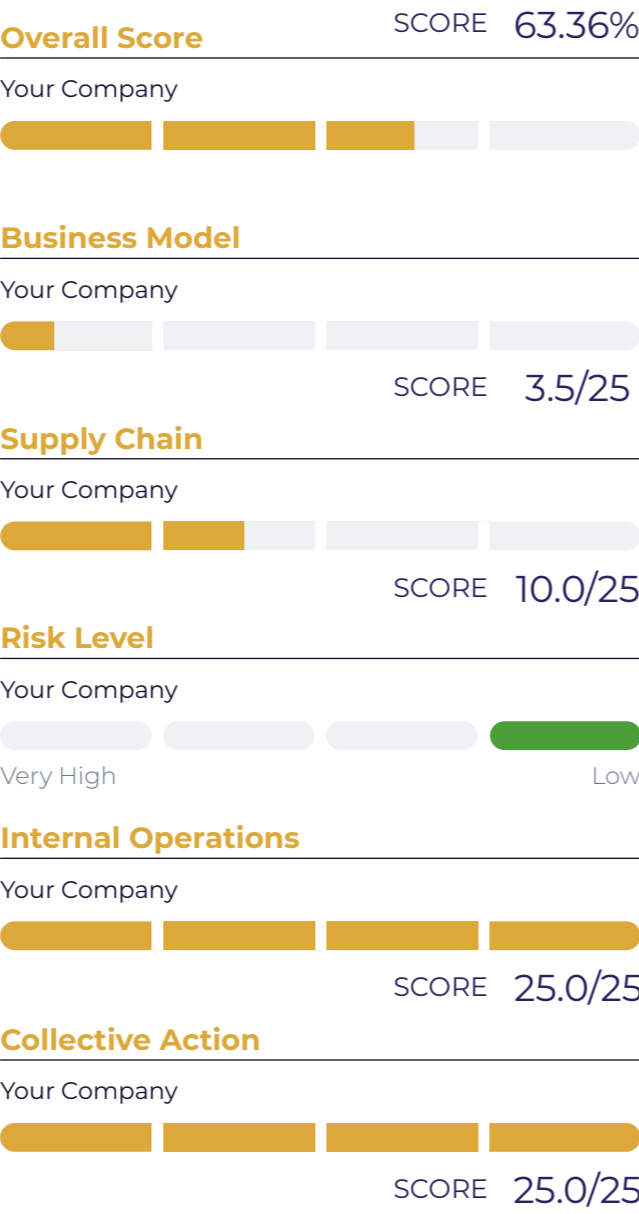 Overall Score SCORE 63.36%
Your Company
Business Model
Your Company
SCORE 3.5/25
Supply Chain
Your Company
SCORE 10.0/25
Risk Level
Your Company
Very High Low
Internal Operations
Your Company
SCORE 25.0/25
Collective Action
Your Company
SCORE 25.0/25